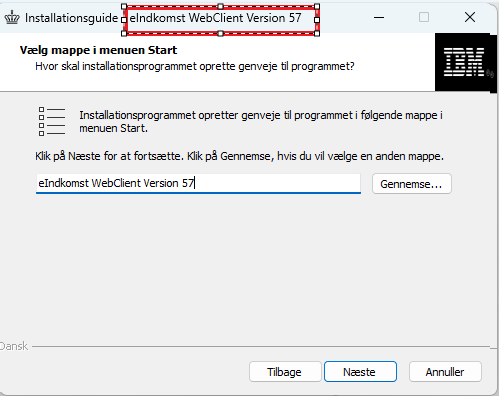 Installationsguide eIndkomst WebClient Version 57
Vælg mappe i menuen Start
Hvor skal installationsprogrammet oprette genveje til programmet?
IBM
Installationsprogrammet opretter genveje til programmet i følgende mappe i
menuen Start.
Klik på Næste for at fortsætte. Klik på Gennemse, hvis du vil vælge en anden mappe.
eIndkomst WebClient Version 57
Gennemse...
Dansk
Tilbage
Næste
Annuller